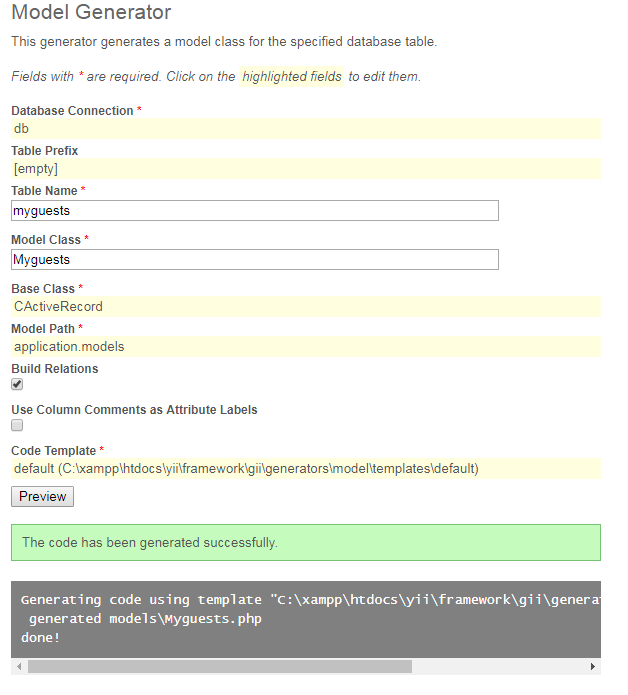 Model Generator
This generator generates a model class for the specified database table.
Fields with * are required. Click on the highlighted fields to edit them.
Database Connection *
db
Table Prefix
[empty]
Table Name *
myguests
Model Class *
Myguests
Base Class *
CActiveRecord
Model Path *
application.models
Build Relations
Use Column Comments as Attribute Labels
Code Template *
default (C:\xampp\htdocs\yii\framework\gii\generators\model\templates\default)
Preview
The code has been generated successfully.
Generating code using template "C:\xampp\htdocs\yii\framework\gii\genera
generated models\Myguests.php
done!